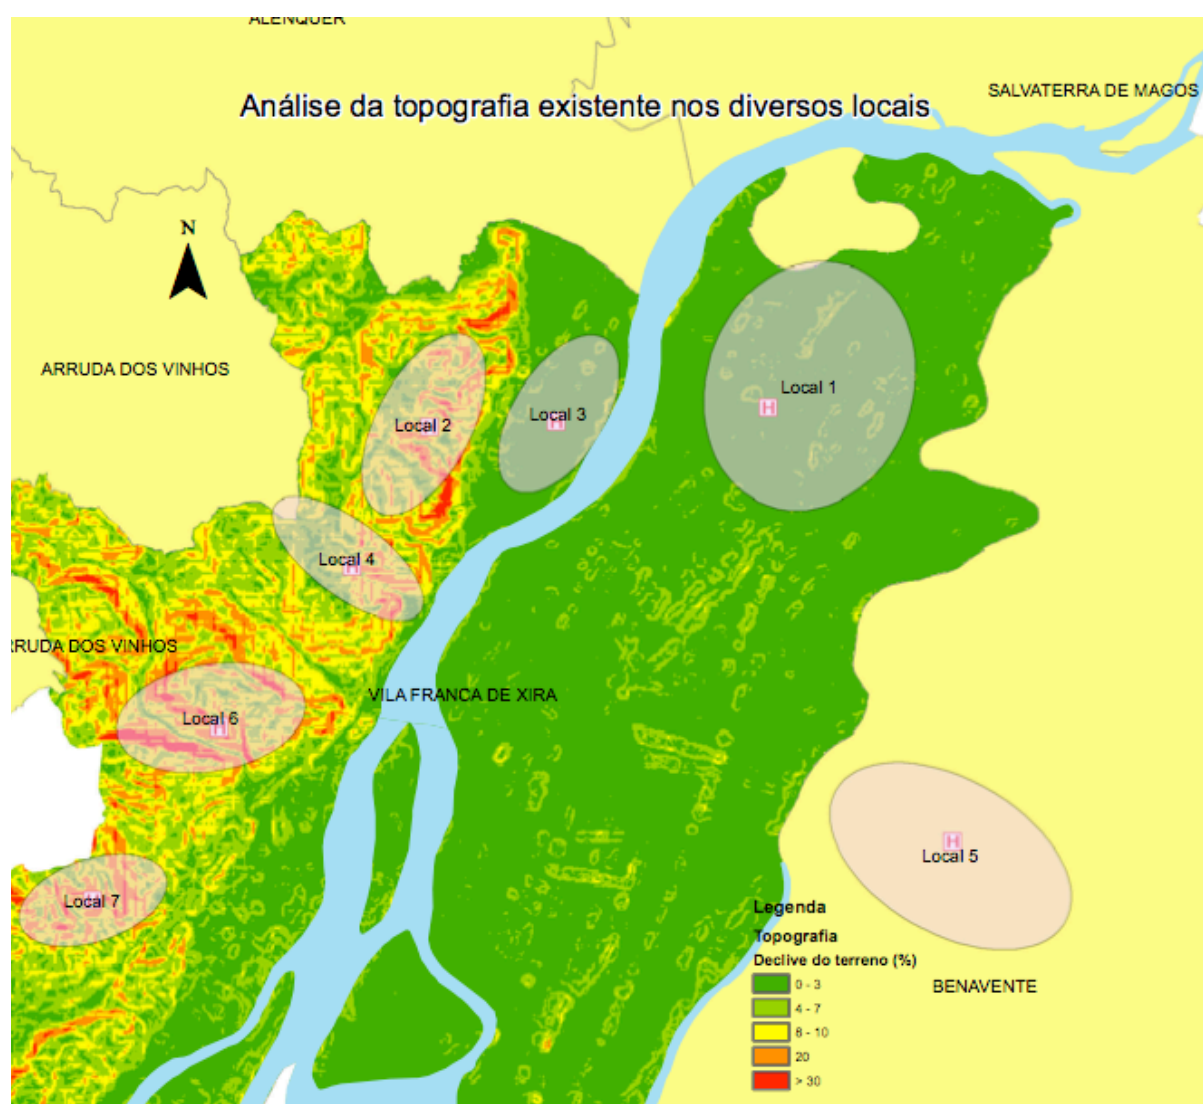 ALENQUER
SALVATERRA DE MAGOS
Análise da topografia existente nos diversos locais
N
ARRUDA DOS VINHOS
Local 1
H
Local 2
H
Local 3
H
Local 4
H
RRUDA DOS VINHOS
VILA FRANCA DE XIRA
Local 6
H
H
Local 5
Local 7
H
Legenda
Topografia
Declive do terreno (%)
0 - 3
4 - 7
8 - 10
20
> 30
BENAVENTE